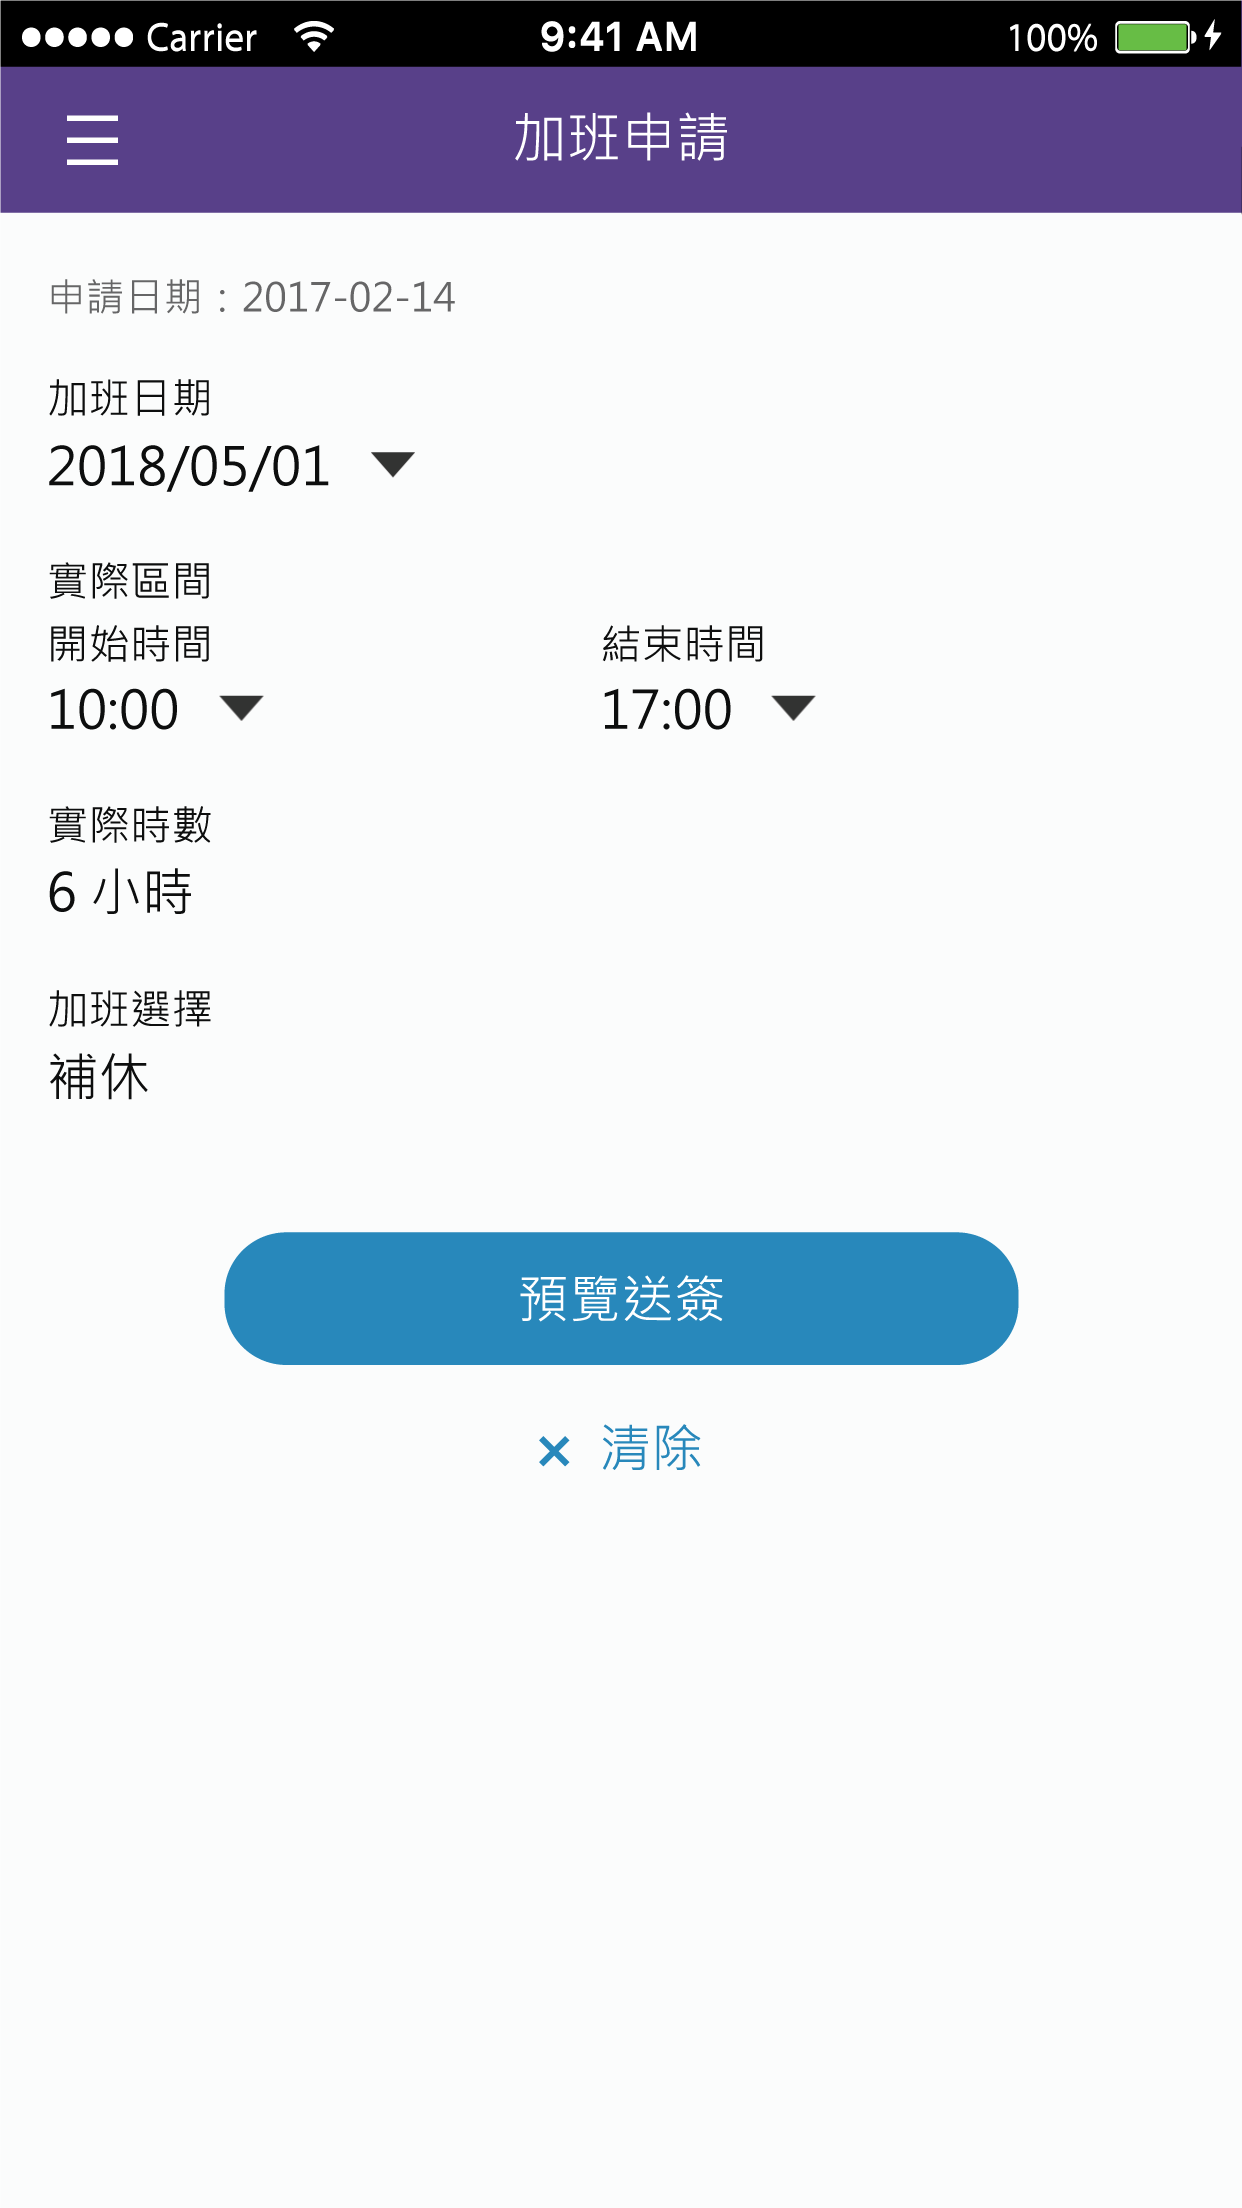 Carrier 9:41 AM 100%
加班申請
申請日期：2017-02-14
加班日期
2018/05/01
實際區間
開始時間 結束時間
10:00 17:00
實際時數
6 小時
加班選擇
補休
預覽送簽
× 清除